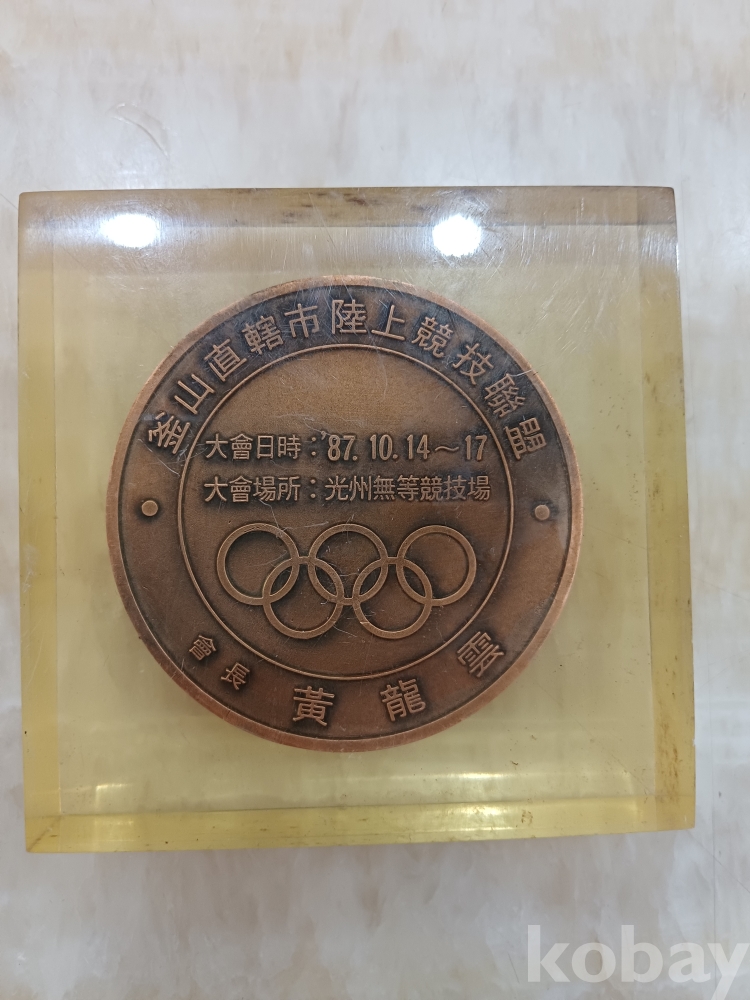 釜山直轄市陸上競技聯盟
大會日時：'87. 10. 14～17
大會場所：光州無等競技場
會長 黃龍雲
kobay